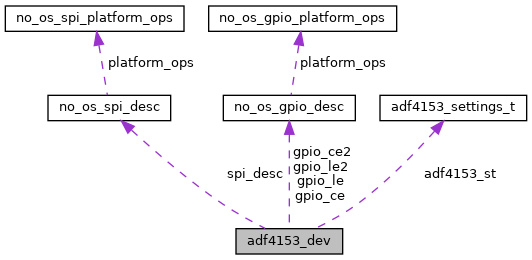 no_os_spi_platform_ops
no_os_gpio_platform_ops
platform_ops
platform_ops
no_os_spi_desc
no_os_gpio_desc
adf4153_settings_t
spi_desc
gpio_ce2
gpio_le2
gpio_le
gpio_ce
adf4153_st
adf4153_dev